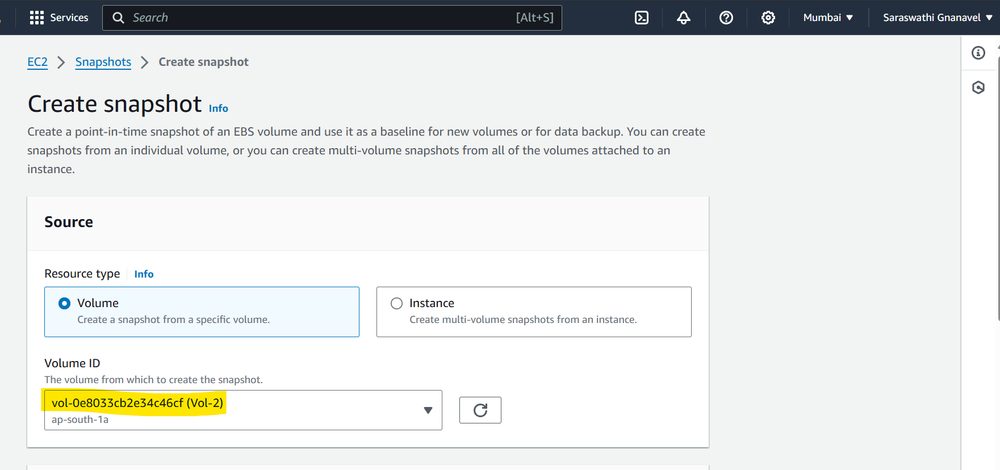 Services
Search
[Alt+S]
Mumbai
Saraswathi Gnanavel
EC2 Snapshots Create snapshot
Create snapshot Info
Create a point-in-time snapshot of an EBS volume and use it as a baseline for new volumes or for data backup. You can create
snapshots from an individual volume, or you can create multi-volume snapshots from all of the volumes attached to an
instance.
Source
Resource type Info
Volume
Create a snapshot from a specific volume.
Instance
Create multi-volume snapshots from an instance.
Volume ID
The volume from which to create the snapshot.
vol-0e8033cb2e34c46cf (Vol-2)
ap-south-1a